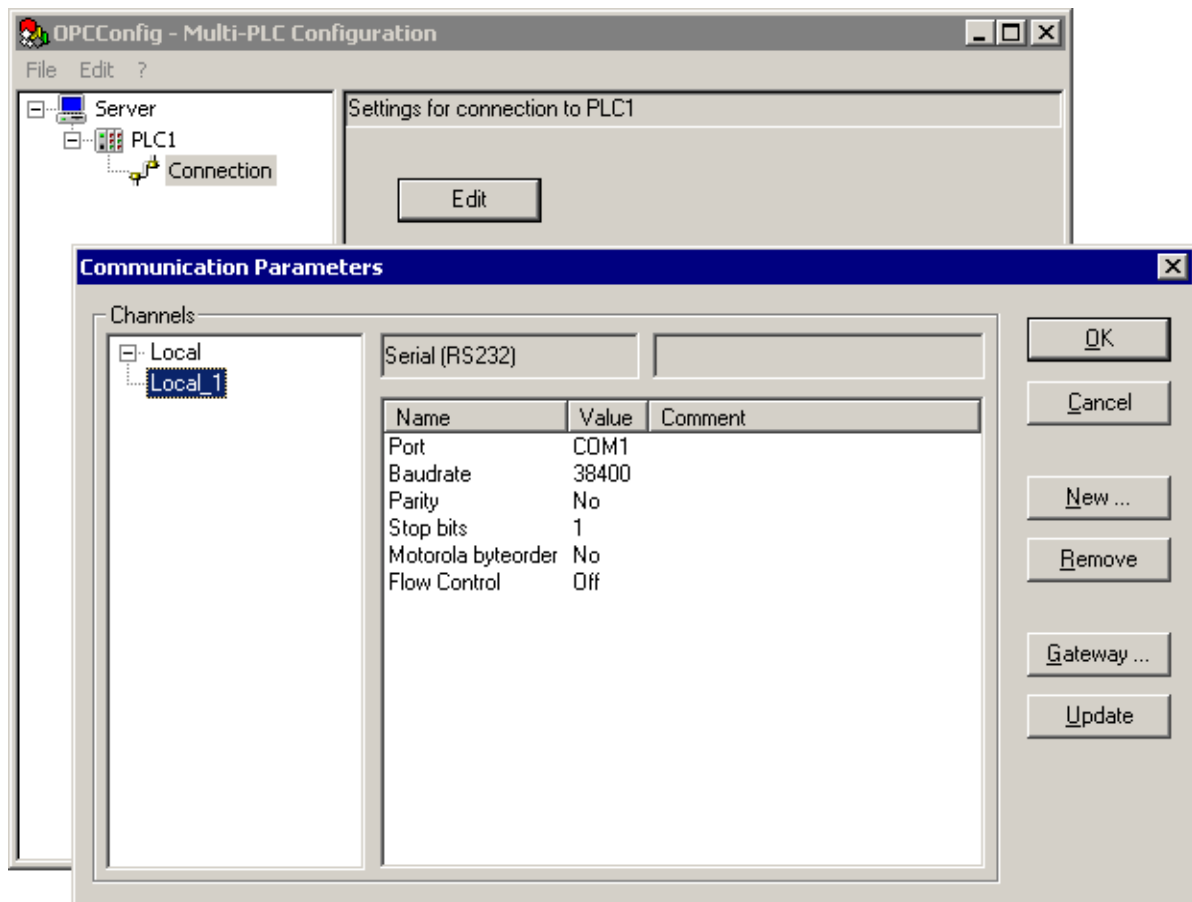 OPCConfig - Multi-PLC Configuration
File Edit ?
Server
PLC1
Connection
Settings for connection to PLC1
Edit
Communication Parameters
Channels
Local
Local_1
Serial (RS232)
Name Value Comment
Port COM1
Baudrate 38400
Parity No
Stop bits 1
Motorola byteorder No
Flow Control Off
OK
Cancel
New ...
Remove
Gateway ...
Update